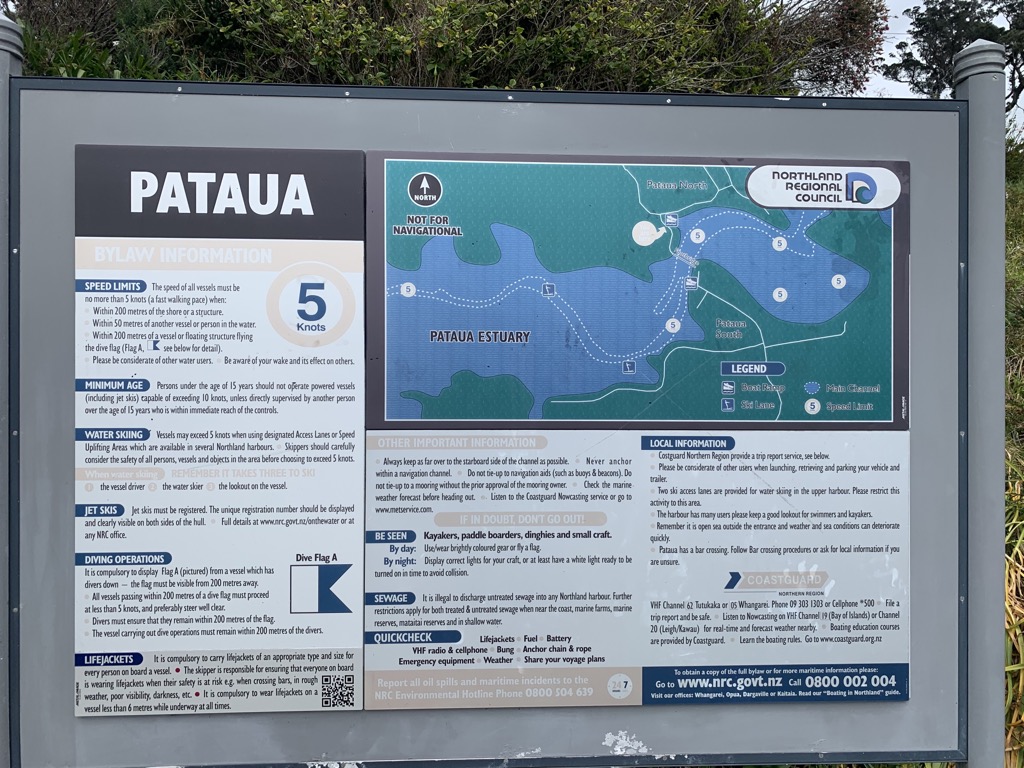 PATAUA
BYLAW INFORMATION
SPEED LIMITS The speed of all vessels must be
no more than 5 knots (a fast walking pace) when:
Within 200 metres of the shore or a structure.
Within 50 metres of another vessel or person in the water.
Within 200 metres of a vessel or floating structure flying
the dive flag (Flag A, see below for detail).
Please be considerate of other water users. Be aware of your wake and its effect on others.
5
Knots
MINIMUM AGE Persons under the age of 15 years should not operate powered vessels
(including jet skis) capable of exceeding 10 knots, unless directly supervised by another person
over the age of 15 years who is within immediate reach of the controls.
WATER SKIING Vessels may exceed 5 knots when using designated Access Lanes or Speed
Uplifting Areas which are available in several Northland harbours. Skippers should carefully
consider the safety of all persons, vessels and objects in the area before choosing to exceed 5 knots.
When water skiing REMEMBER IT TAKES THREE TO SKI
1 the vessel driver 2 the water skier 3 the lookout on the vessel.
JET SKIS Jet skis must be registered. The unique registration number should be displayed
and clearly visible on both sides of the hull. Full details at www.nrc.govt.nz/onthewater or at
any NRC office.
DIVING OPERATIONS
It is compulsory to display Flag A (pictured) from a vessel which has
divers down — the flag must be visible from 200 metres away.
All vessels passing within 200 metres of a dive flag must proceed
at less than 5 knots, and preferably steer well clear.
Divers must ensure that they remain within 200 metres of the flag.
The vessel carrying out dive operations must remain within 200 metres of the divers.
Dive Flag A
LIFEJACKETS It is compulsory to carry lifejackets of an appropriate type and size for
every person on board a vessel. • The skipper is responsible for ensuring that everyone on board
is wearing lifejackets when their safety is at risk e.g. when crossing bars, in rough
weather, poor visibility, darkness, etc. • It is compulsory to wear lifejackets on a
vessel less than 6 metres while underway at all times.
NORTH
NOT FOR
NAVIGATIONAL
Pataua North
NORTHLAND
REGIONAL
COUNCIL
5
5
5
5
5
5
PATAUA ESTUARY
Pataua
South
LEGEND
Boat Ramp
Main Channel
Ski Lane
5 Speed Limit
OTHER IMPORTANT INFORMATION
Always keep as far over to the starboard side of the channel as possible. Never anchor
within a navigation channel. Do not tie-up to navigation aids (such as buoys & beacons). Do
not tie-up to a mooring without the prior approval of the mooring owner. Check the marine
weather forecast before heading out. Listen to the Coastguard Nowcasting service or go to
www.metservice.com.
IF IN DOUBT, DON'T GO OUT!
BE SEEN Kayakers, paddle boarders, dinghies and small craft.
By day: Use/wear brightly coloured gear or fly a flag.
By night: Display correct lights for your craft, or at least have a white light ready to be
turned on in time to avoid collision.
SEWAGE It is illegal to discharge untreated sewage into any Northland harbour. Further
restrictions apply for both treated & untreated sewage when near the coast, marine farms, marine
reserves, mataitai reserves and in shallow water.
QUICKCHECK Lifejackets Fuel Battery
VHF radio & cellphone Bung Anchor chain & rope
Emergency equipment Weather Share your voyage plans
Report all oil spills and maritime incidents to the
NRC Environmental Hotline Phone 0800 504 639
24/7
LOCAL INFORMATION
Costguard Northern Region provide a trip report service, see below.
Please be considerate of other users when launching, retrieving and parking your vehicle and
trailer.
Two ski access lanes are provided for water skiing in the upper harbour. Please restrict this
activity to this area.
The harbour has many users please keep a good lookout for swimmers and kayakers.
Remember it is open sea outside the entrance and weather and sea conditions can deteriorate
quickly.
Pataua has a bar crossing. Follow Bar crossing procedures or ask for local information if you
are unsure.
COASTGUARD
NORTHERN REGION
VHF Channel 62 Tutukaka or 05 Whangarei. Phone 09 303 1303 or Cellphone *500 File a
trip report and be safe. Listen to Nowcasting on VHF Channel 19 (Bay of Islands) or Channel
20 (Leigh/Kawau) for real-time and forecast weather nearby. Boating education courses
are provided by Coastguard. Learn the boating rules. Go to www.coastguard.org.nz
To obtain a copy of the full bylaw or for more maritime information please:
Go to www.nrc.govt.nz Call 0800 002 004
Visit our offices: Whangarei, Opua, Dargaville or Kaitaia. Read our "Boating in Northland" guide.